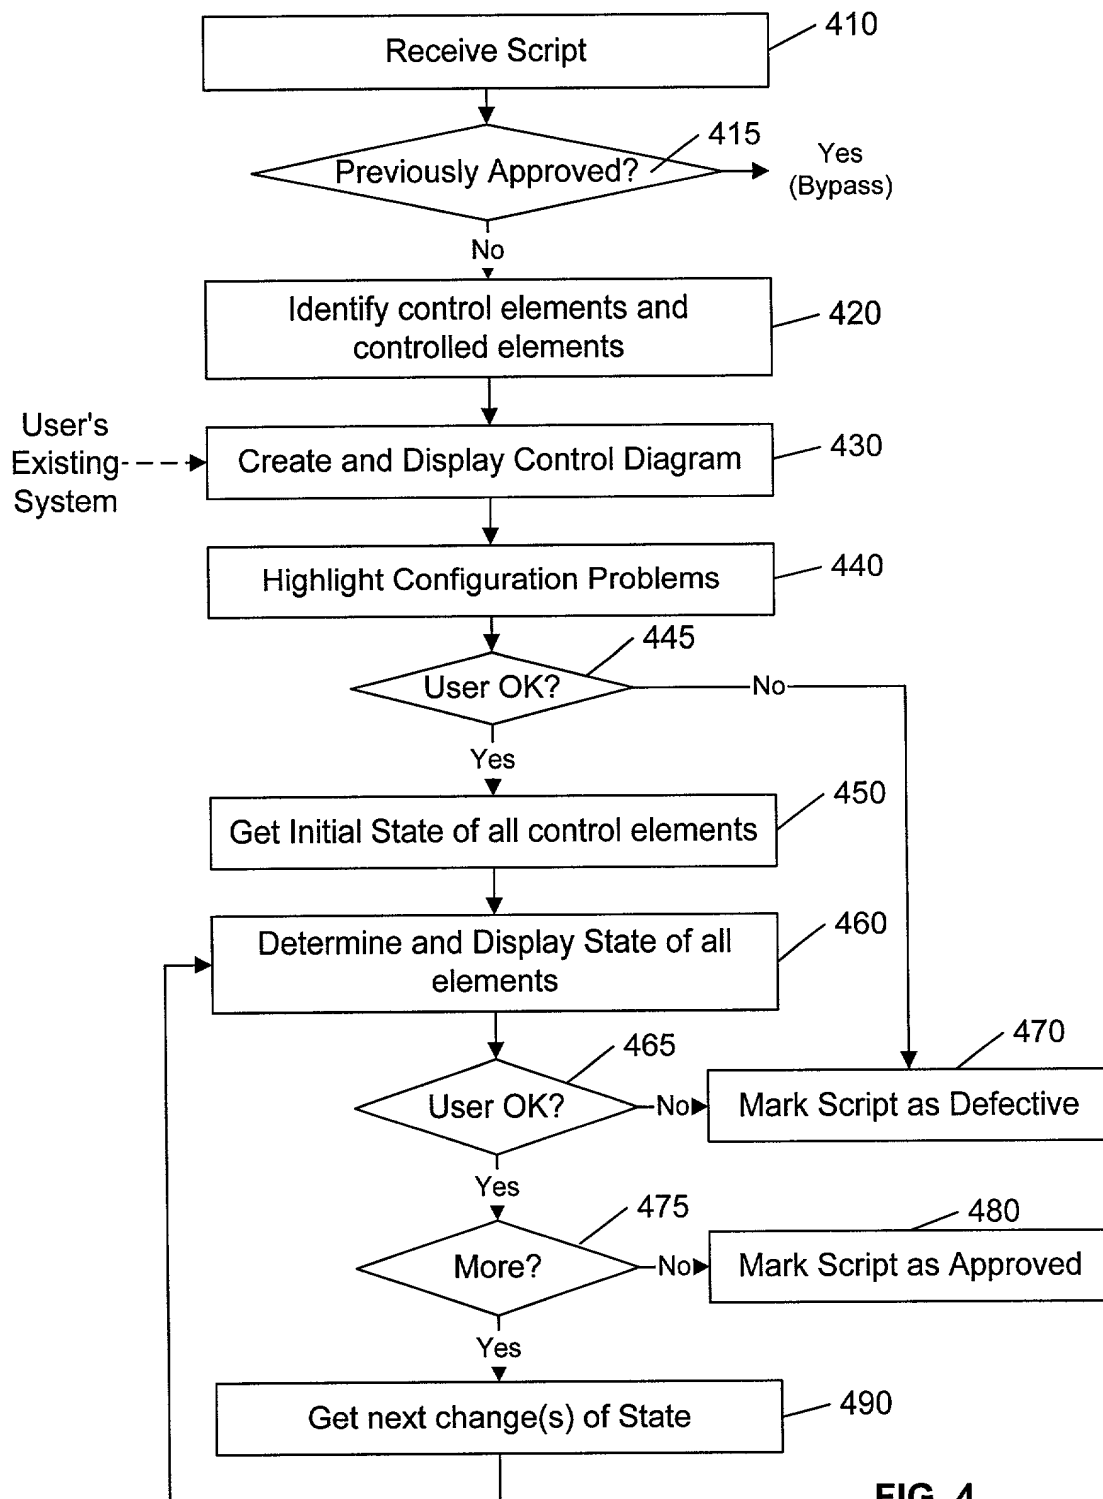 410
Receive Script
415
Previously Approved?
Yes
(Bypass)
No
Identify control elements and
controlled elements
420
User's
Existing
System
Create and Display Control Diagram
430
Highlight Configuration Problems
440
445
User OK?
No
Yes
450
Get Initial State of all control elements
460
Determine and Display State of all
elements
465
470
User OK?
No
Mark Script as Defective
Yes
475
480
More?
No
Mark Script as Approved
Yes
Get next change(s) of State
490
FIG. 4